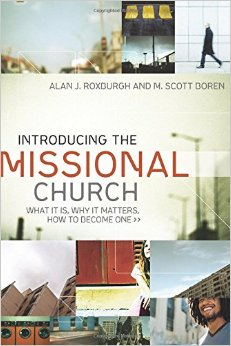 ALAN J. ROXBURGH AND M. SCOTT BOREN
INTRODUCING THE
MISSIONAL
CHURCH
WHAT IT IS, WHY IT MATTERS,
HOW TO BECOME ONE >>